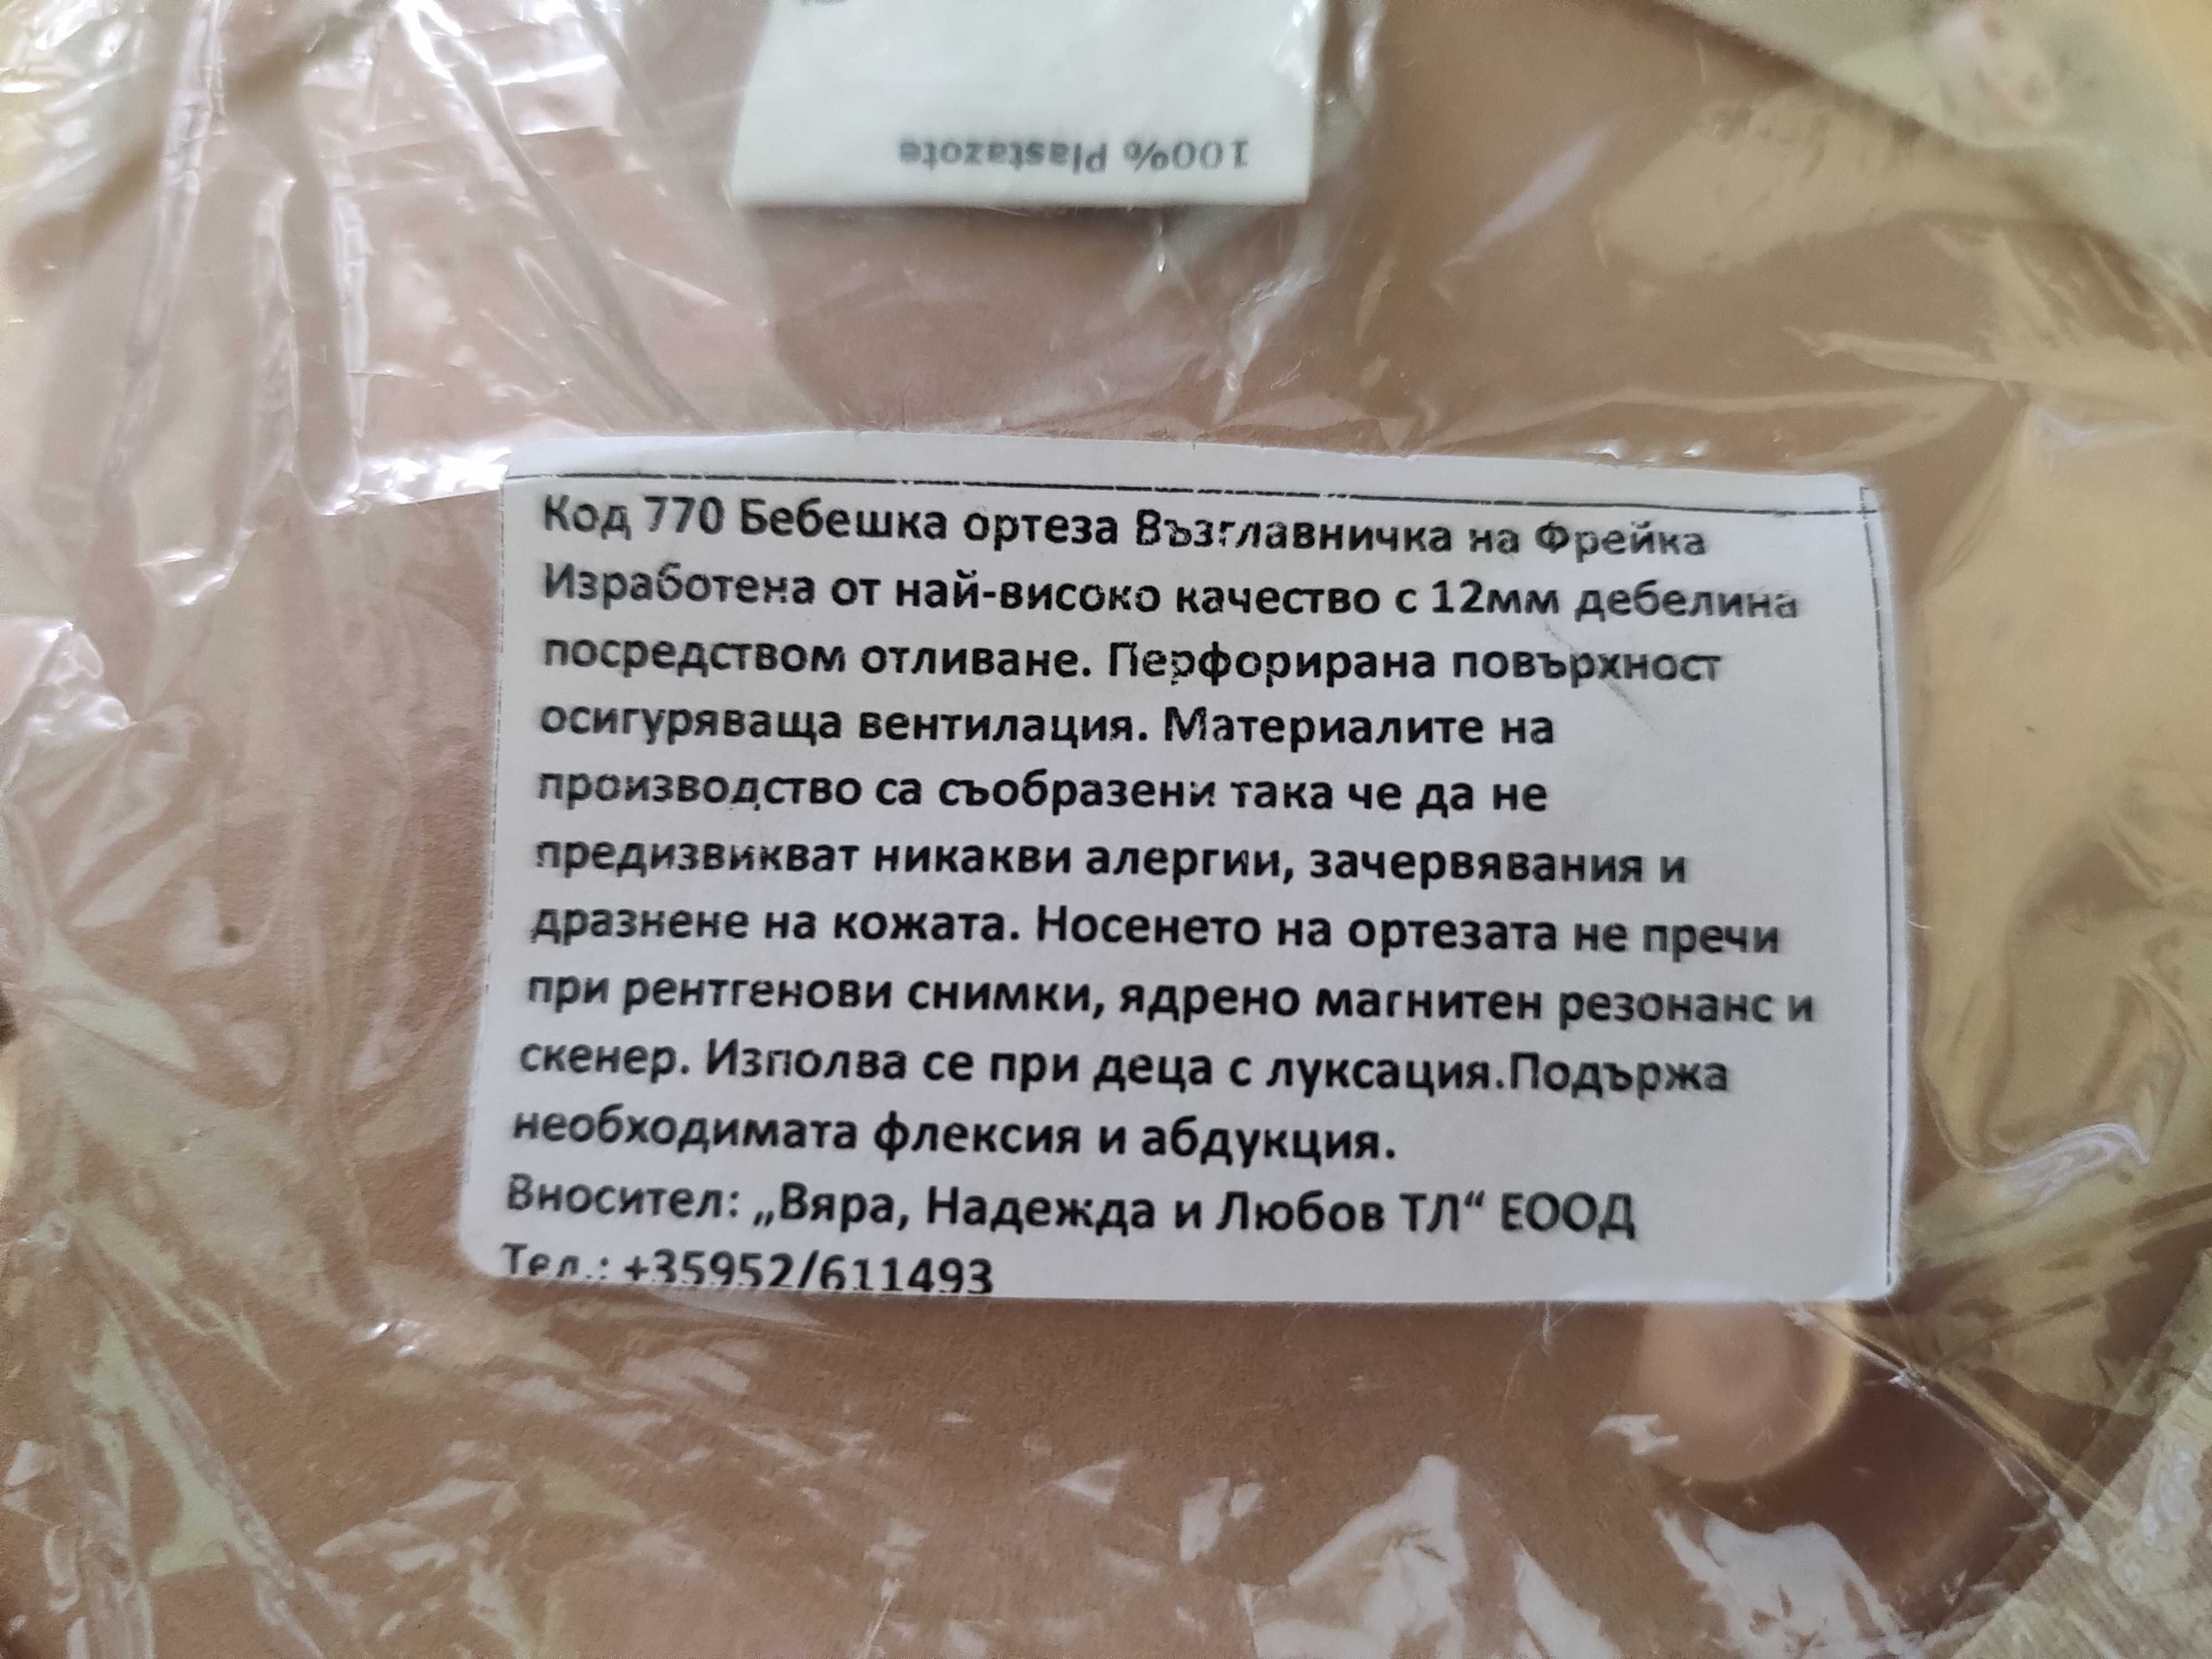 100% Plastazote
Код 770 Бебешка ортеза Възглавничка на Фрейка
Изработена от най-високо качество с 12мм дебелина
посредством отливане. Перфорирана повърхност
осигуряваща вентилация. Материалите на
производство са съобразени така че да не
предизвикват никакви алергии, зачервявания и
дразнене на кожата. Носенето на ортезата не пречи
при рентгенови снимки, ядрено магнитен резонанс и
скенер. Използва се при деца с луксация.Подържа
необходимата флексия и абдукция.
Вносител: „Вяра, Надежда и Любов ТЛ“ ЕООД
Тел.: +35952/611493